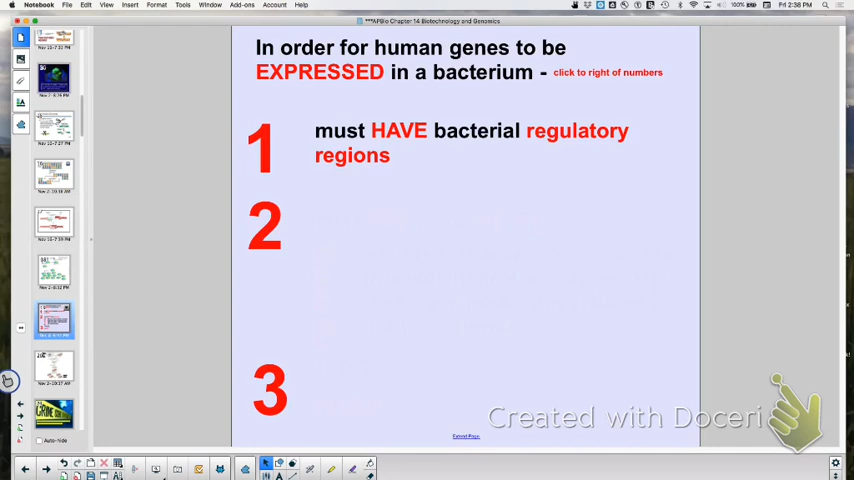 Notebook File Edit View Insert Format Tools Window Add-ons Account Help 100% Fri 2:38 PM
***APBio Chapter 14 Biotechnology and Genomics
In order for human genes to be
EXPRESSED in a bacterium - click to right of numbers
1 must HAVE bacterial regulatory
regions
2
3
Created with Doceri
Extend Page
Auto-hide